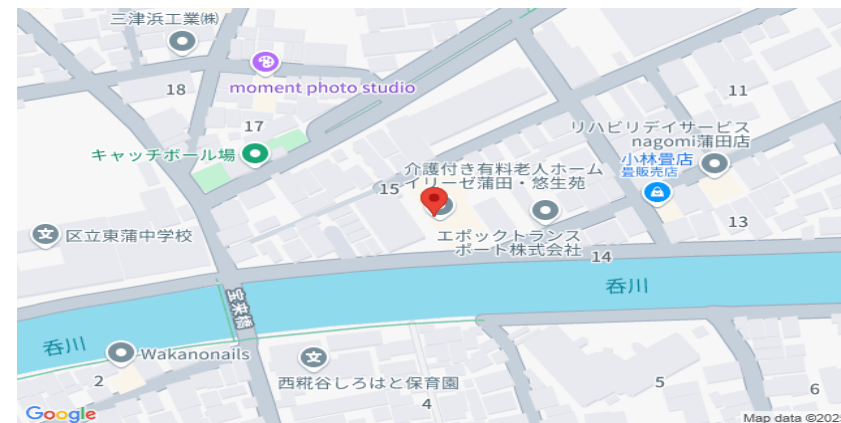 三津浜工業㈱
moment photo studio
18
11
17
リハビリデイサービス
nagomi蒲田店
キャッチボール場
小林畳店
畳販売店
介護付き有料老人ホーム
イリーゼ蒲田・悠生苑
15
13
区立東蒲中学校
エポックトランス
ポート株式会社
14
呑川
宝来橋
呑川
Wakanonails
2
西糀谷しろはと保育園
5
4
6
Google
Map data ©2025